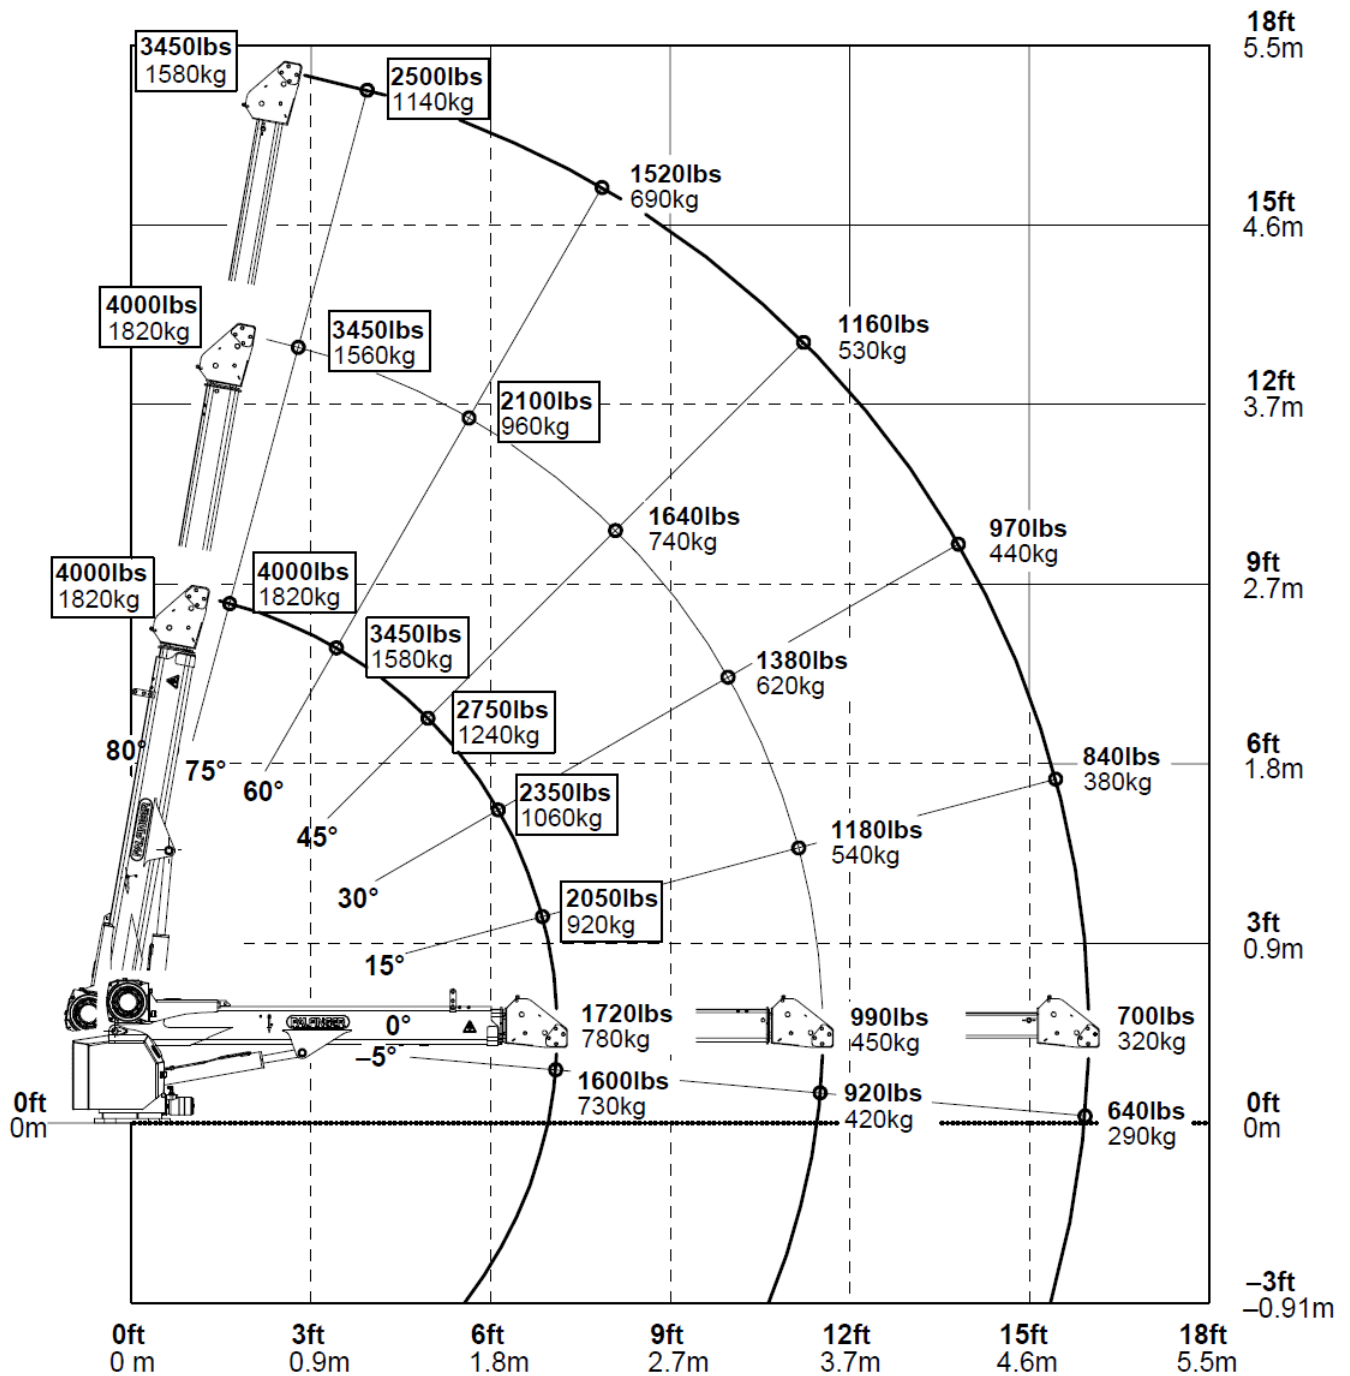 18ft
5.5m
3450lbs
1580kg
2500lbs
1140kg
1520lbs
690kg
15ft
4.6m
4000lbs
1820kg
3450lbs
1560kg
1160lbs
530kg
12ft
3.7m
2100lbs
960kg
1640lbs
740kg
970lbs
440kg
9ft
2.7m
4000lbs
1820kg
4000lbs
1820kg
3450lbs
1580kg
1380lbs
620kg
2750lbs
1240kg
80°
75°
60°
45°
30°
15°
0°
–5°
6ft
1.8m
840lbs
380kg
2350lbs
1060kg
1180lbs
540kg
2050lbs
920kg
3ft
0.9m
PALFINGER
PALFINGER
1720lbs
780kg
990lbs
450kg
700lbs
320kg
1600lbs
730kg
920lbs
420kg
640lbs
290kg
0ft
0m
0ft
0m
–3ft
–0.91m
0ft
0 m
3ft
0.9m
6ft
1.8m
9ft
2.7m
12ft
3.7m
15ft
4.6m
18ft
5.5m